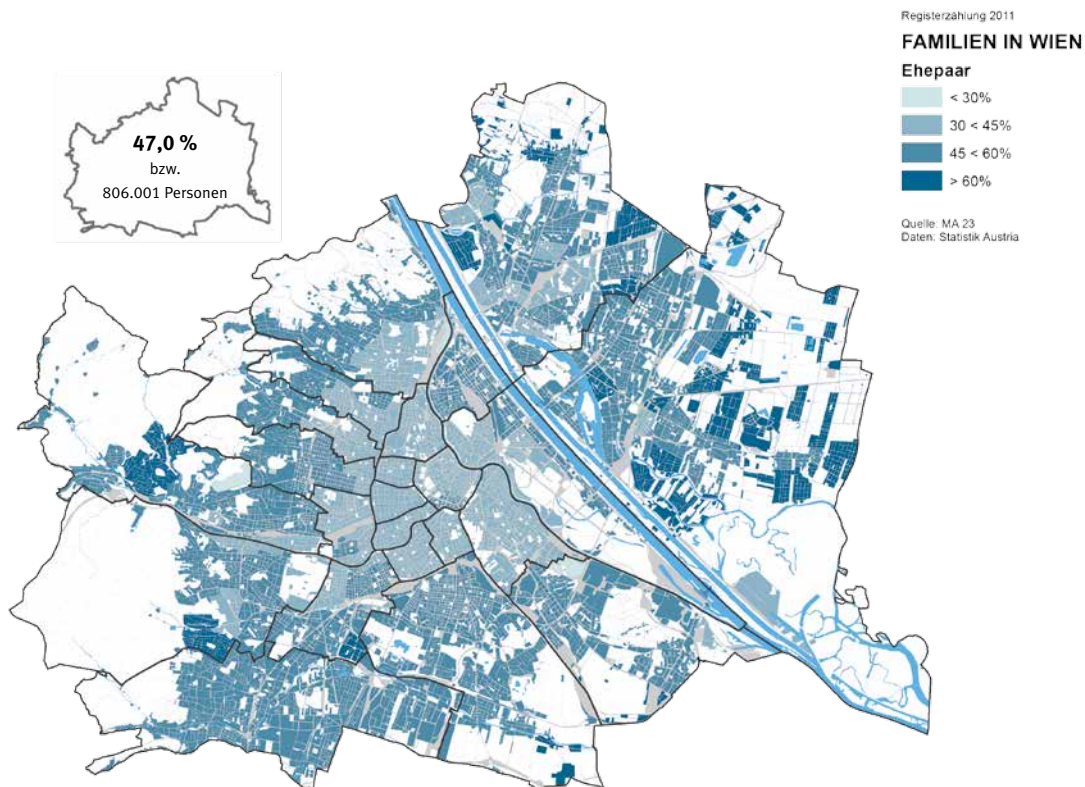 Registerzählung 2011
FAMILIEN IN WIEN
Ehepaar
< 30%
30 < 45%
45 < 60%
> 60%
Quelle: MA 23
Daten: Statistik Austria
47,0 %
bzw.
806.001 Personen